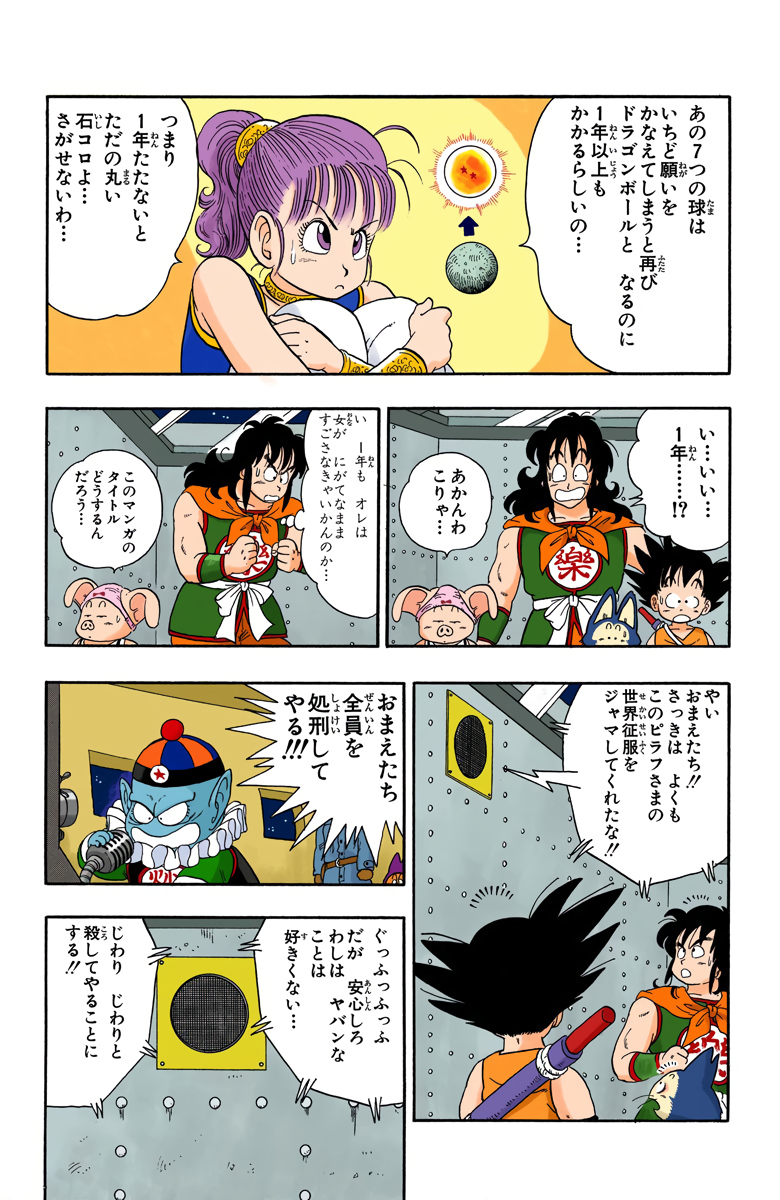 あの7つの球は
いちど願いを
かなえてしまうと再び
ドラゴンボールと なるのに
1年以上も
かかるらしいの…
つまり
1年たたないと
ただの丸い
石コロよ…
さがせないわ…
い…いい…
1年………!?
あかんわ
こりゃ…
い 1年も オレは
女が にがてなまま
すごさなきゃいかんのか…
このマンガの
タイトル
どうするん
だろう…
樂
やい
おまえたち!!
さっきは よくも
このピラフさまの
世界征服を
ジャマしてくれたな!!
おまえたち
全員を
処刑して
やる!!!
ぐっふっふっふ
だが 安心しろ
わしは ヤバンな
ことは
好きくない…
じわり じわりと
殺してやることに
する!!